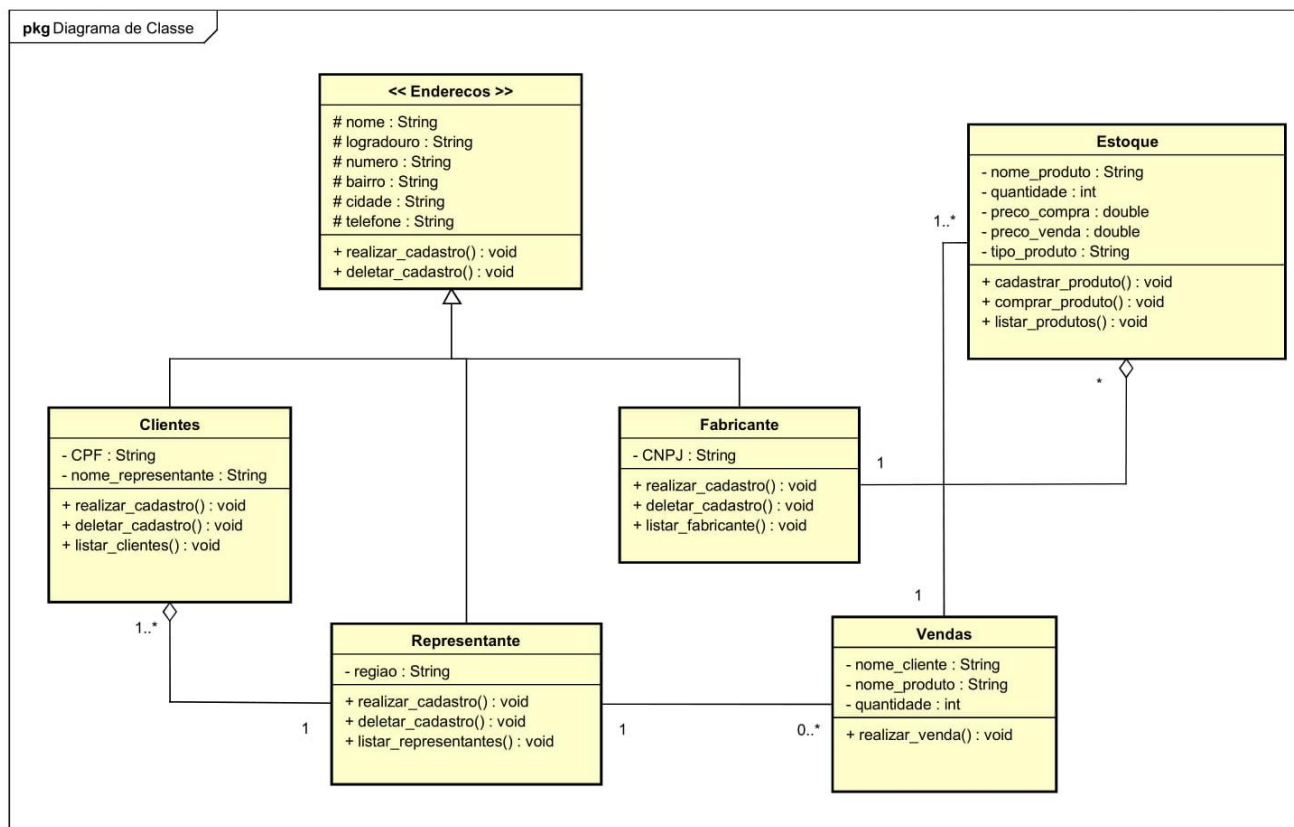 pkg Diagrama de Classe
<< Enderecos >>
# nome : String
# logradouro : String
# numero : String
# bairro : String
# cidade : String
# telefone : String
+ realizar_cadastro() : void
+ deletar_cadastro() : void
Estoque
- nome_produto : String
- quantidade : int
- preco_compra : double
- preco_venda : double
- tipo_produto : String
+ cadastrar_produto() : void
+ comprar_produto() : void
+ listar_produtos() : void
1..*
*
Clientes
- CPF : String
- nome_representante : String
+ realizar_cadastro() : void
+ deletar_cadastro() : void
+ listar_clientes() : void
1..*
Fabricante
- CNPJ : String
+ realizar_cadastro() : void
+ deletar_cadastro() : void
+ listar_fabricante() : void
1
1
Representante
- regiao : String
+ realizar_cadastro() : void
+ deletar_cadastro() : void
+ listar_representantes() : void
1
1
Vendas
- nome_cliente : String
- nome_produto : String
- quantidade : int
+ realizar_venda() : void
0..*